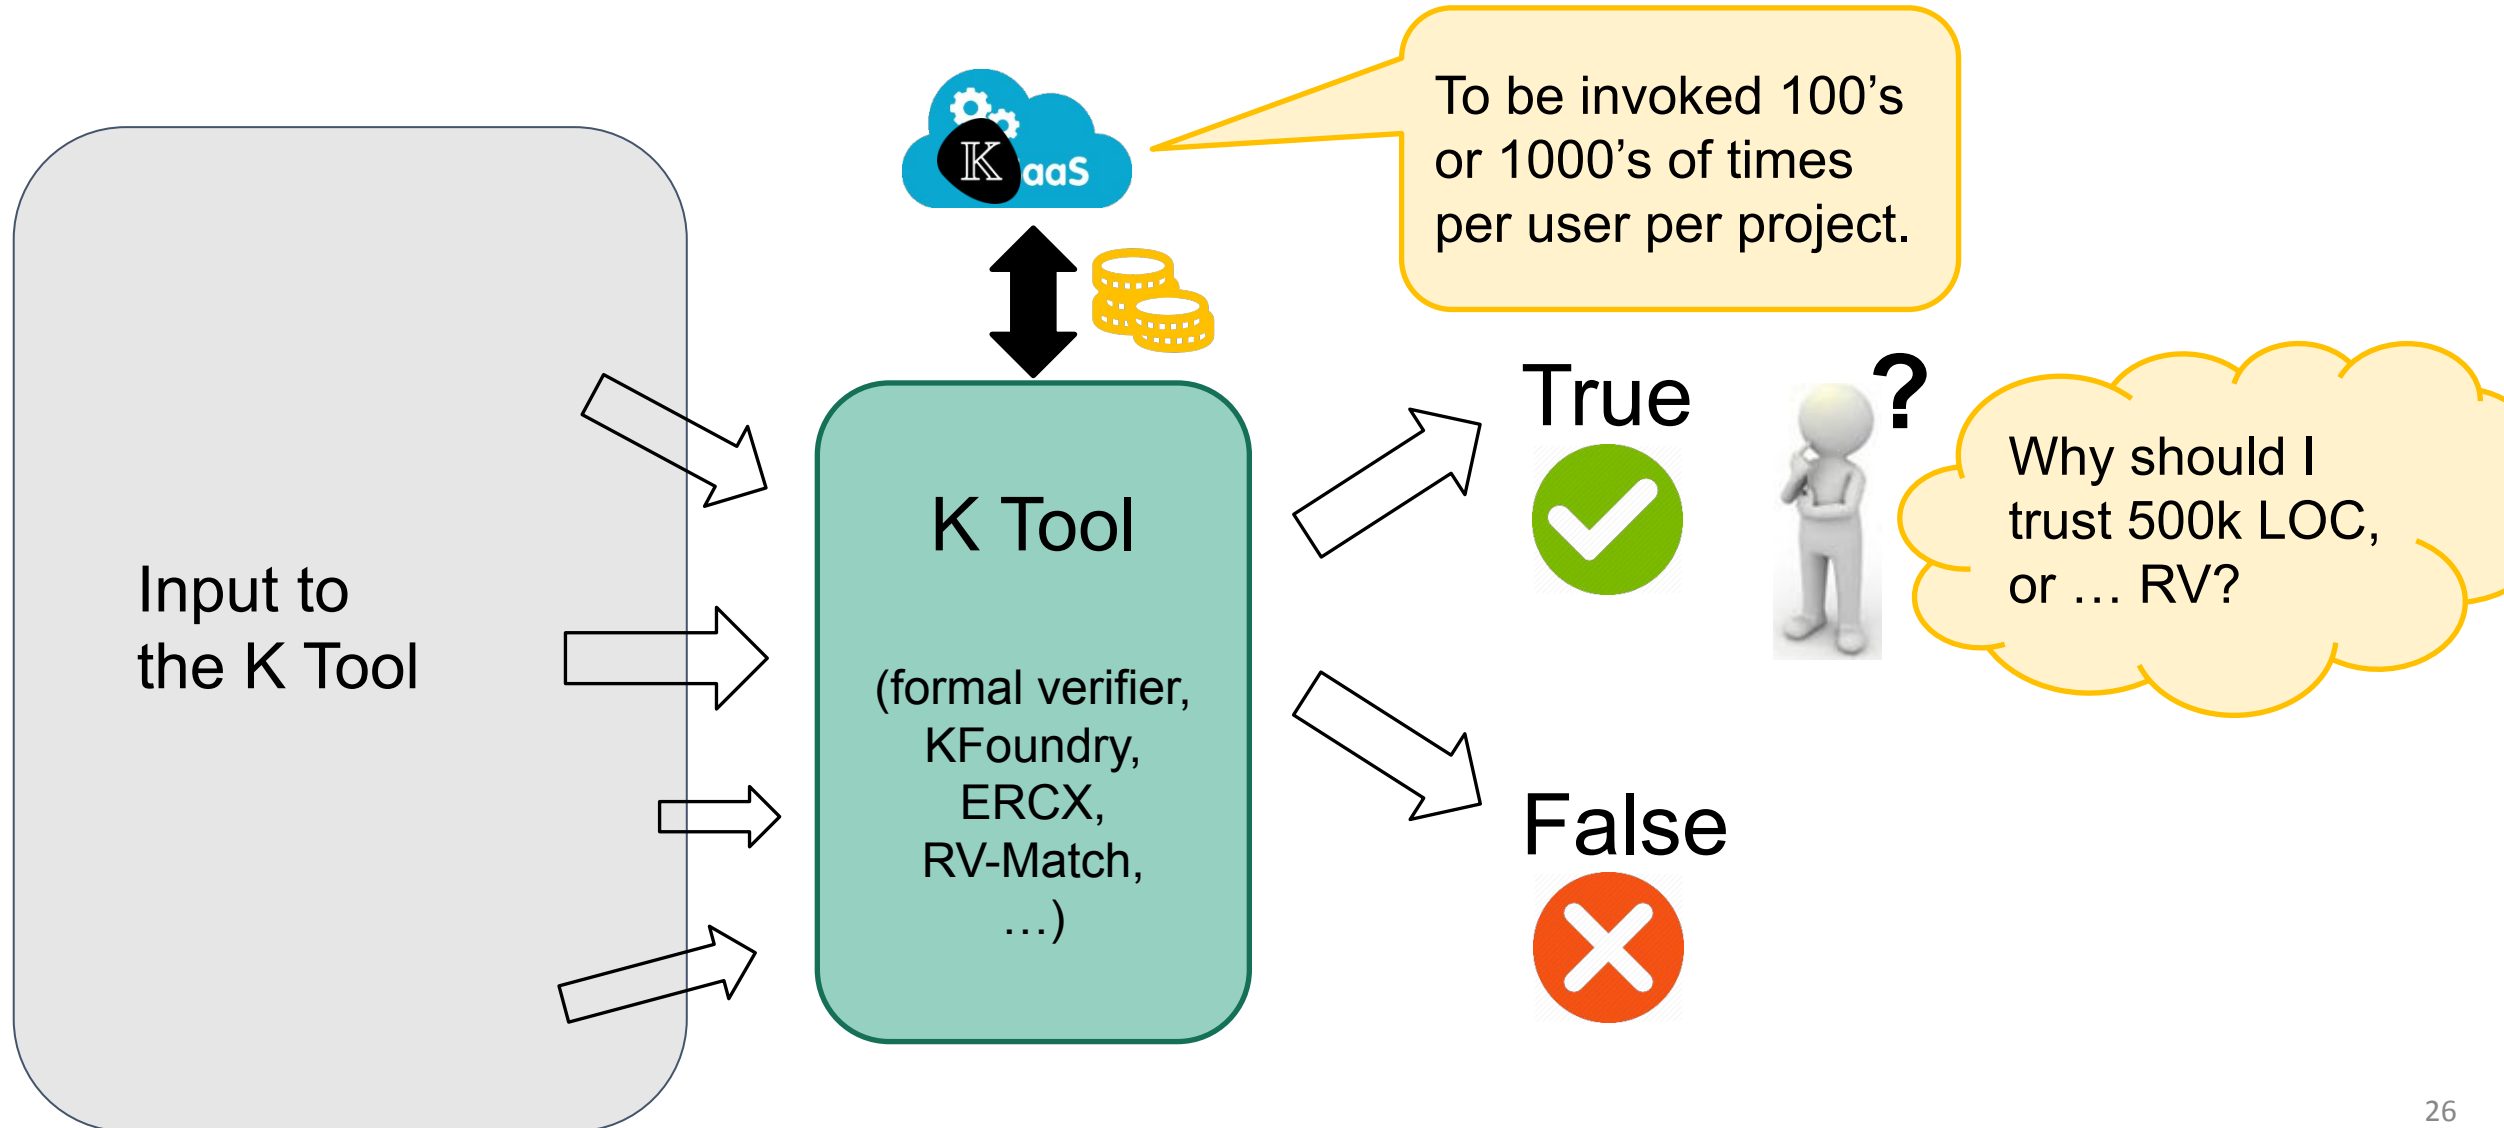 To be invoked 100’s
or 1000’s of times
per user per project.
K aaS
Input to
the K Tool
K Tool
(formal verifier,
KFoundry,
ERCX,
RV-Match,
…)
True
?
Why should I
trust 500k LOC,
or … RV?
False
26